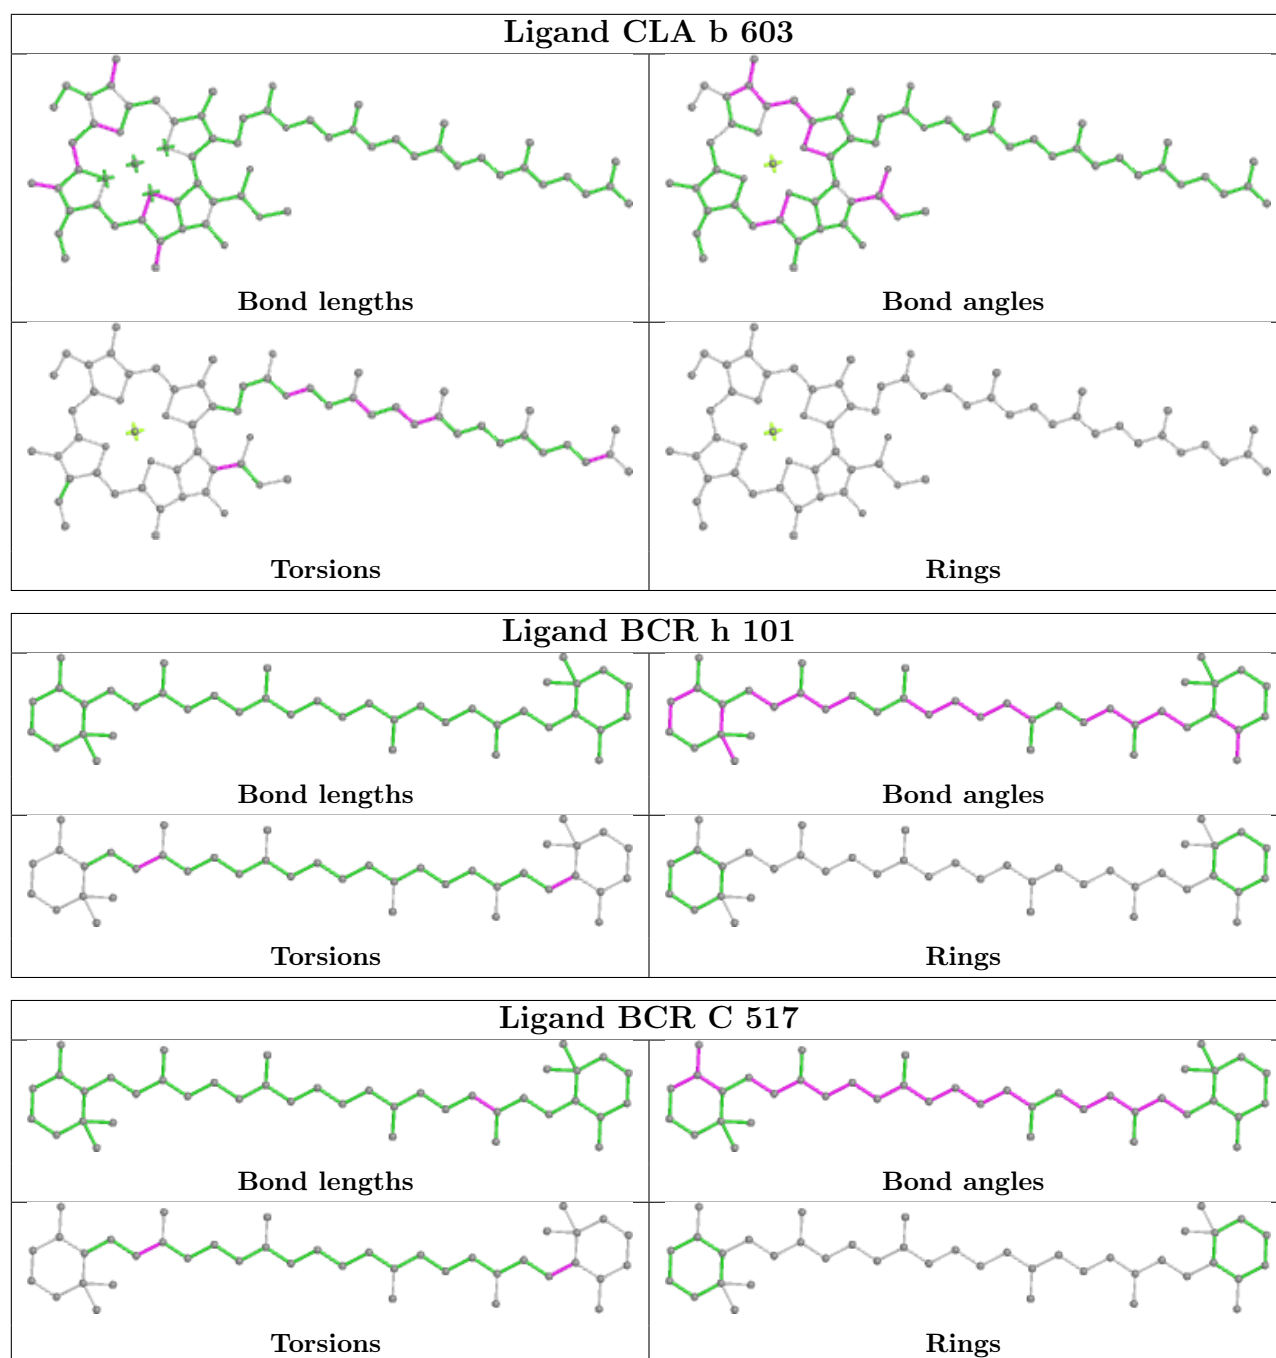 Ligand CLA b 603
Bond lengths
Bond angles
Torsions
Rings
Ligand BCR h 101
Bond lengths
Bond angles
Torsions
Rings
Ligand BCR C 517
Bond lengths
Bond angles
Torsions
Rings